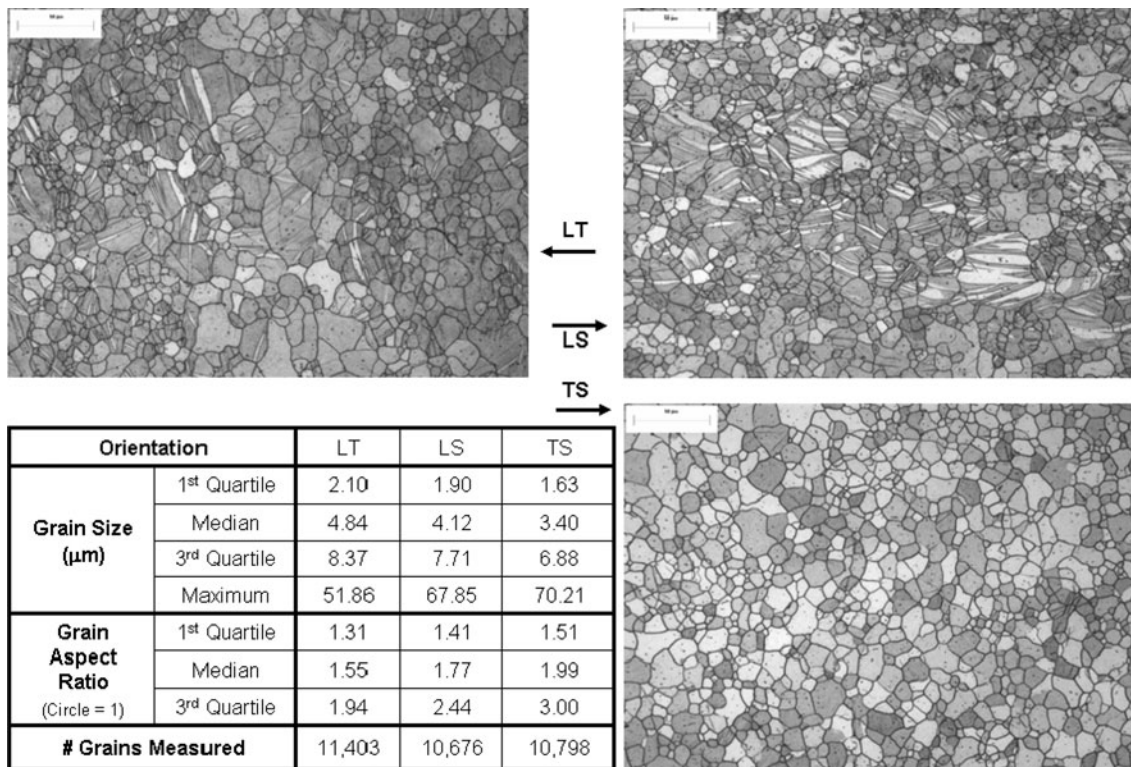 LT
LS
TS
Orientation LT LS TS
Grain Size (μm) 1st Quartile 2.10 1.90 1.63
Median 4.84 4.12 3.40
3rd Quartile 8.37 7.71 6.88
Maximum 51.86 67.85 70.21
Grain Aspect Ratio (Circle = 1) 1st Quartile 1.31 1.41 1.51
Median 1.55 1.77 1.99
3rd Quartile 1.94 2.44 3.00
# Grains Measured 11,403 10,676 10,798